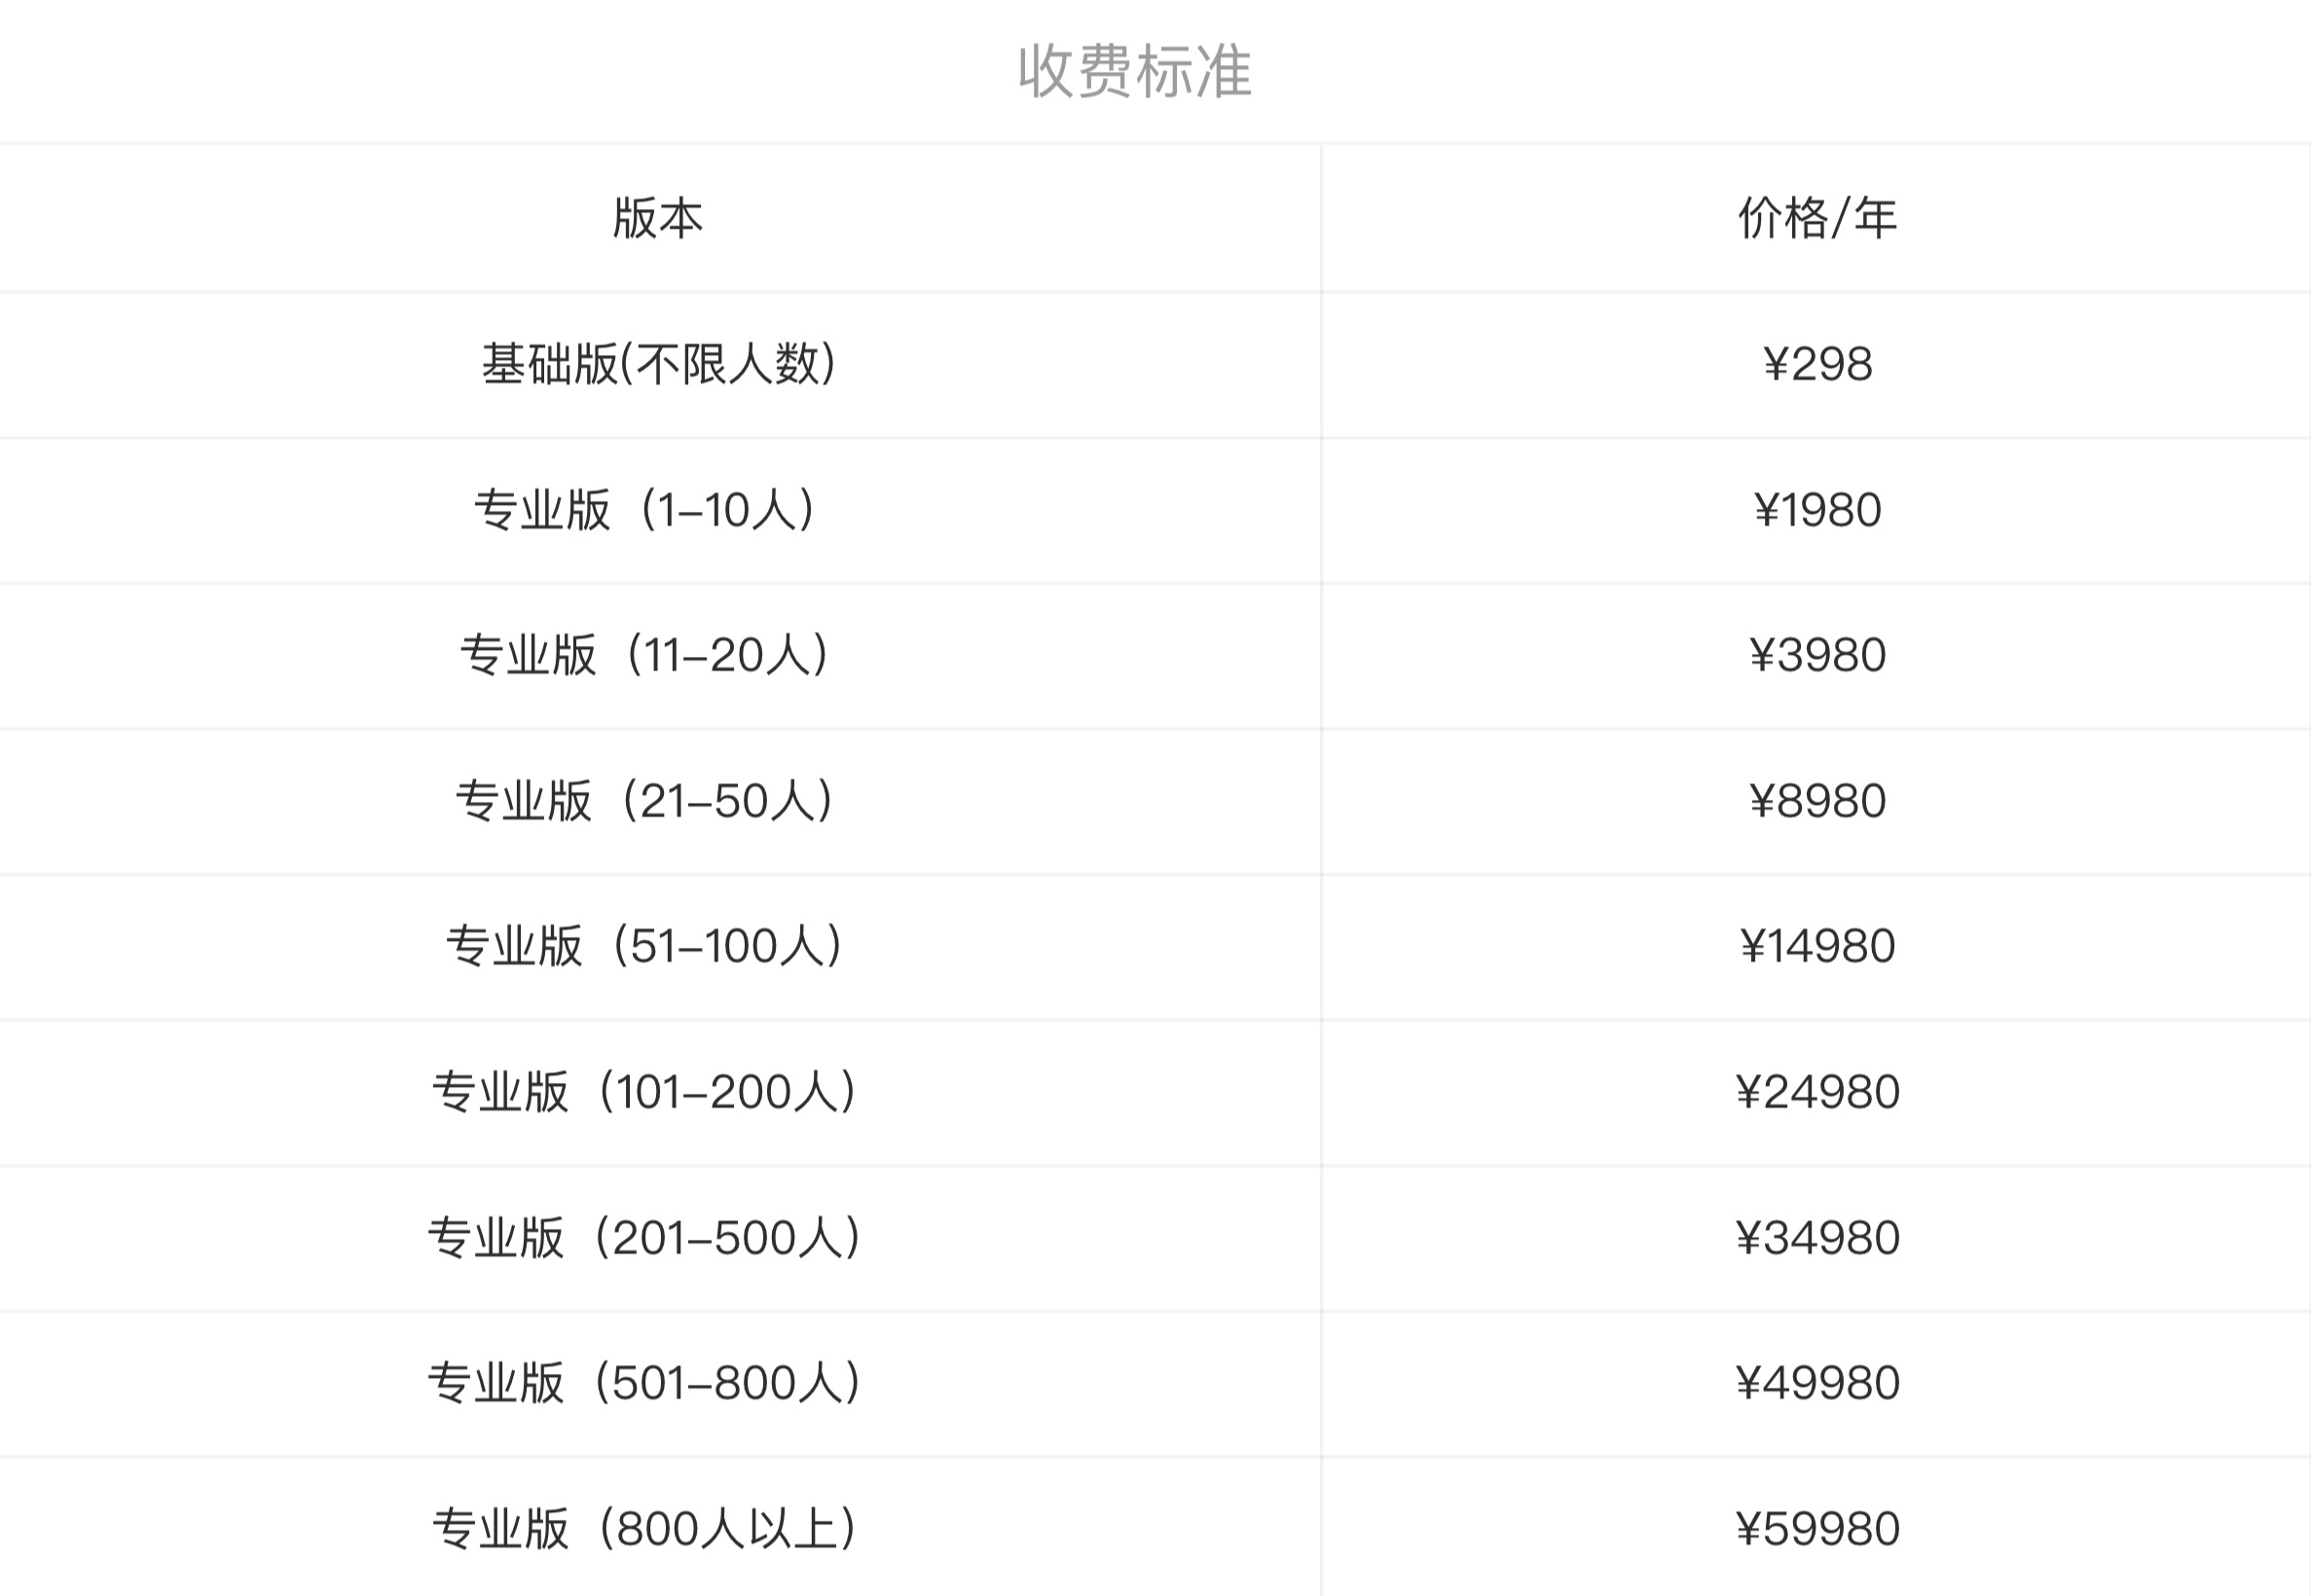 收费标准
版本 价格/年
基础版(不限人数) ¥298
专业版（1–10人） ¥1980
专业版（11–20人） ¥3980
专业版（21–50人） ¥8980
专业版（51–100人） ¥14980
专业版（101–200人） ¥24980
专业版（201–500人） ¥34980
专业版（501–800人） ¥49980
专业版（800人以上） ¥59980